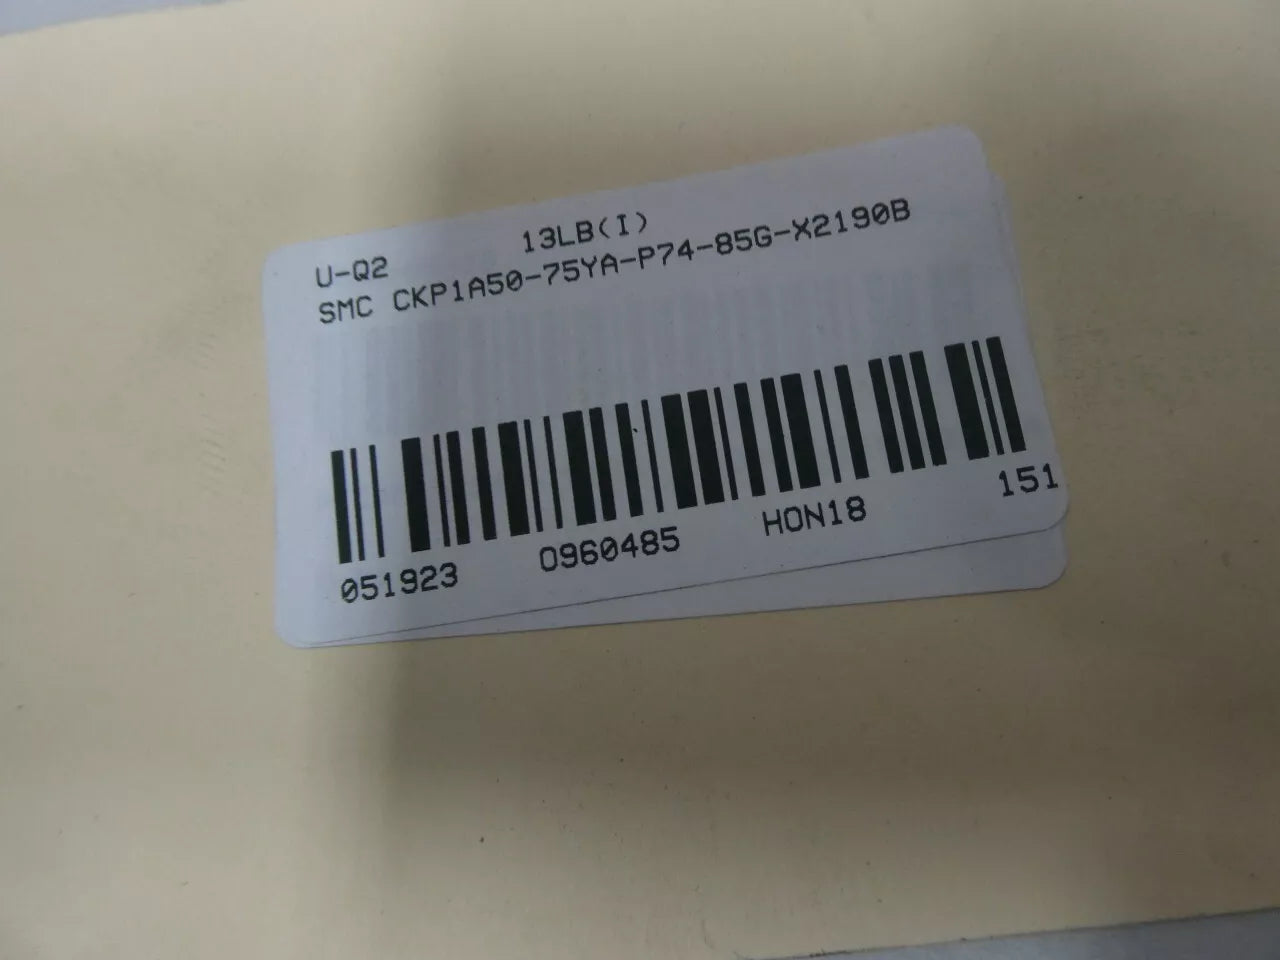 U-Q2 13LB(I)
SMC CKP1A50-75YA-P74-85G-X2190B
051923 0960485 HON18 151